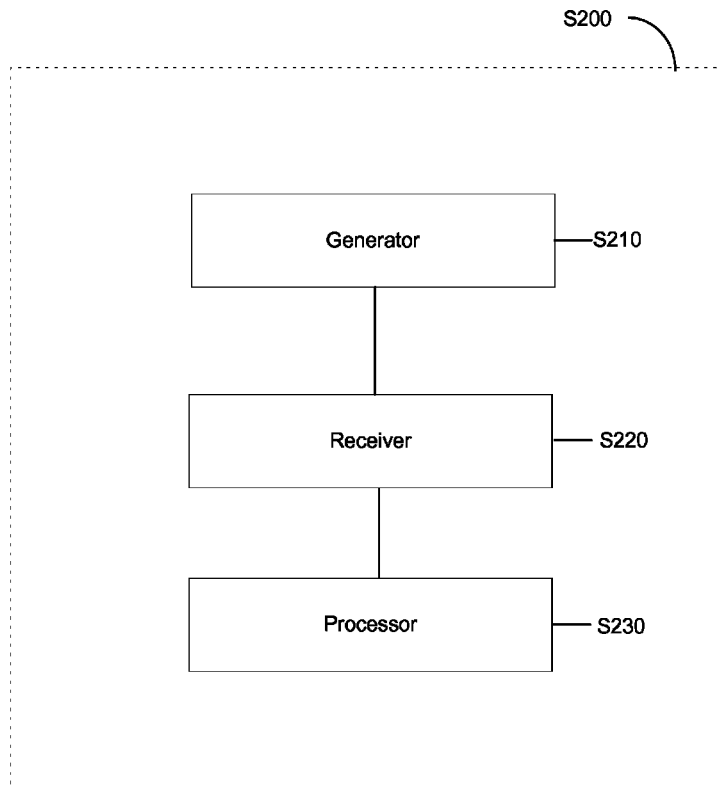 S200
Generator
S210
Receiver
S220
Processor
S230